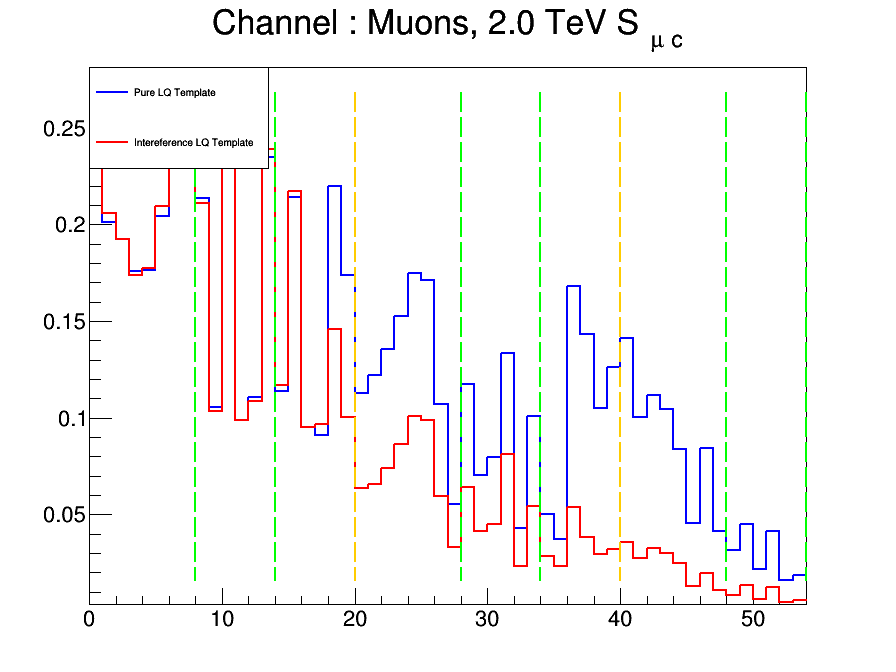 Channel : Muons, 2.0 TeV S μ c
Pure LQ Template
Intereference LQ Template
0.25
0.2
0.15
0.1
0.05
0 10 20 30 40 50